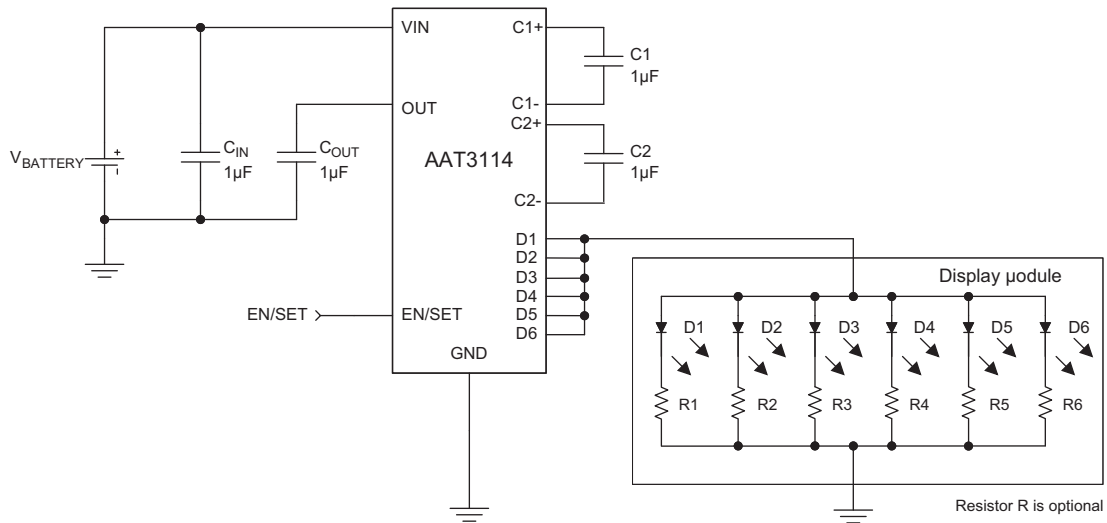 VIN
C1+
C1
1µF
C1-
OUT
C2+
C2
1µF
C2-
AAT3114
VBATTERY
+
-
CIN
1µF
COUT
1µF
D1
D2
D3
D4
D5
D6
EN/SET
EN/SET
GND
Display µodule
D1 D2 D3 D4 D5 D6
R1 R2 R3 R4 R5 R6
Resistor R is optional